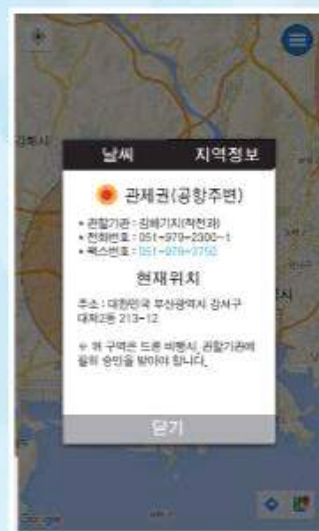 날씨 지역정보
관제권(공항주변)
• 관할기관 : 김해기지(작전과)
• 전화번호 : 051-979-2300~1
• 팩스번호 : 051-979-2750
현재위치
주소 : 대한민국 부산광역시 강서구
대저2동 213-12
※ 위 구역은 드론 비행시, 관할기관에
필히 승인을 받아야 합니다.
닫기
Google